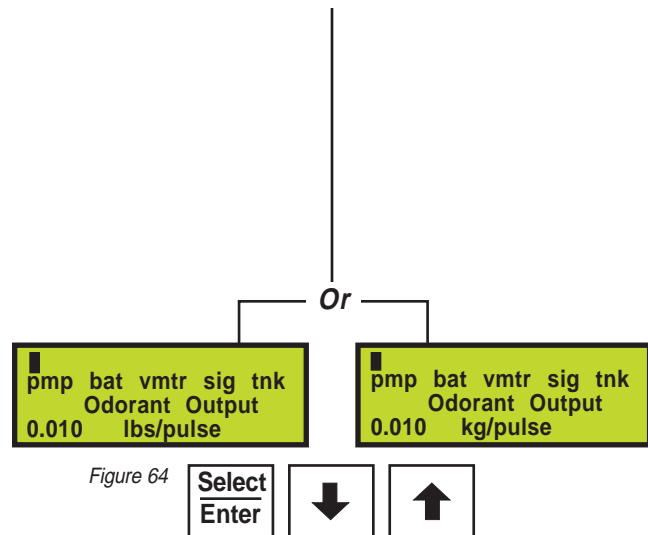 Or
pmp bat vmtr sig tnk
Odorant Output
0.010 lbs/pulse
pmp bat vmtr sig tnk
Odorant Output
0.010 kg/pulse
Figure 64
Select
Enter